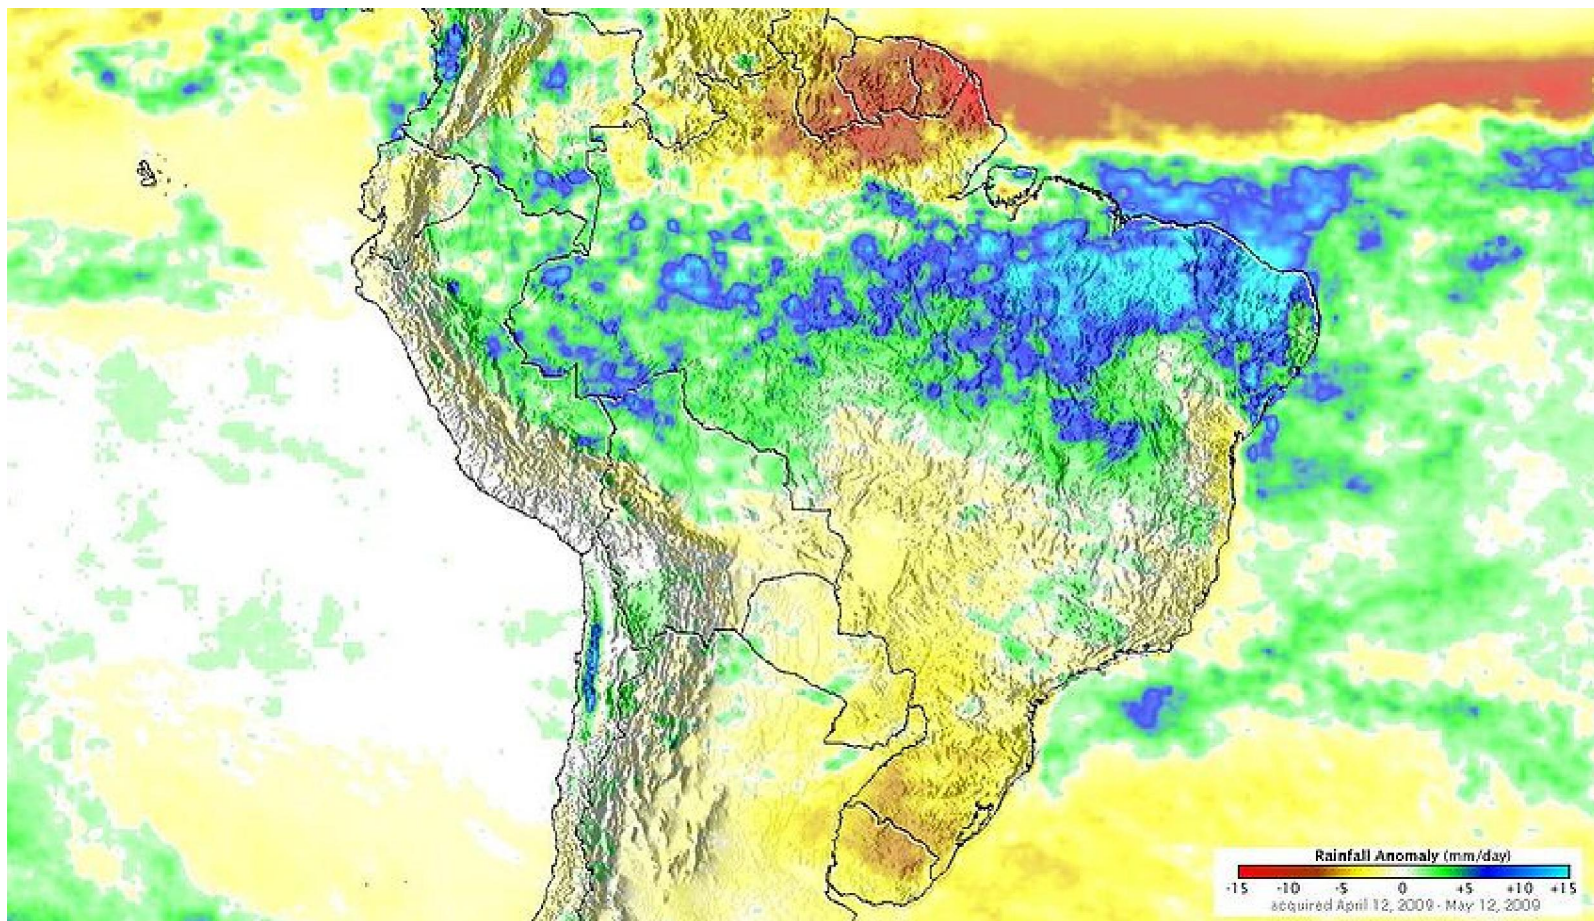 Rainfall Anomaly (mm/day)
-15 -10 -5 0 +5 +10 +15
acquired April 12, 2009 - May 12, 2009